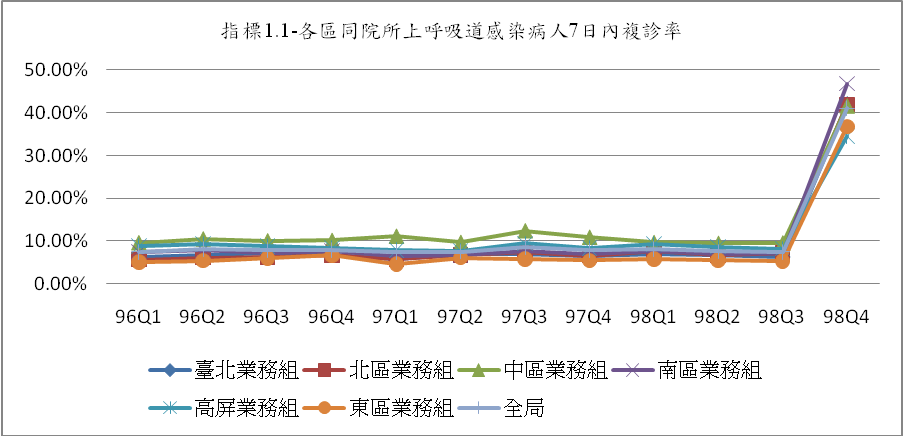 指標1.1-各區同院所上呼吸道感染病人7日內複診率
50.00%
40.00%
30.00%
20.00%
10.00%
0.00%
96Q1 96Q2 96Q3 96Q4 97Q1 97Q2 97Q3 97Q4 98Q1 98Q2 98Q3 98Q4
臺北業務組 北區業務組 中區業務組 南區業務組
高屏業務組 東區業務組 全局